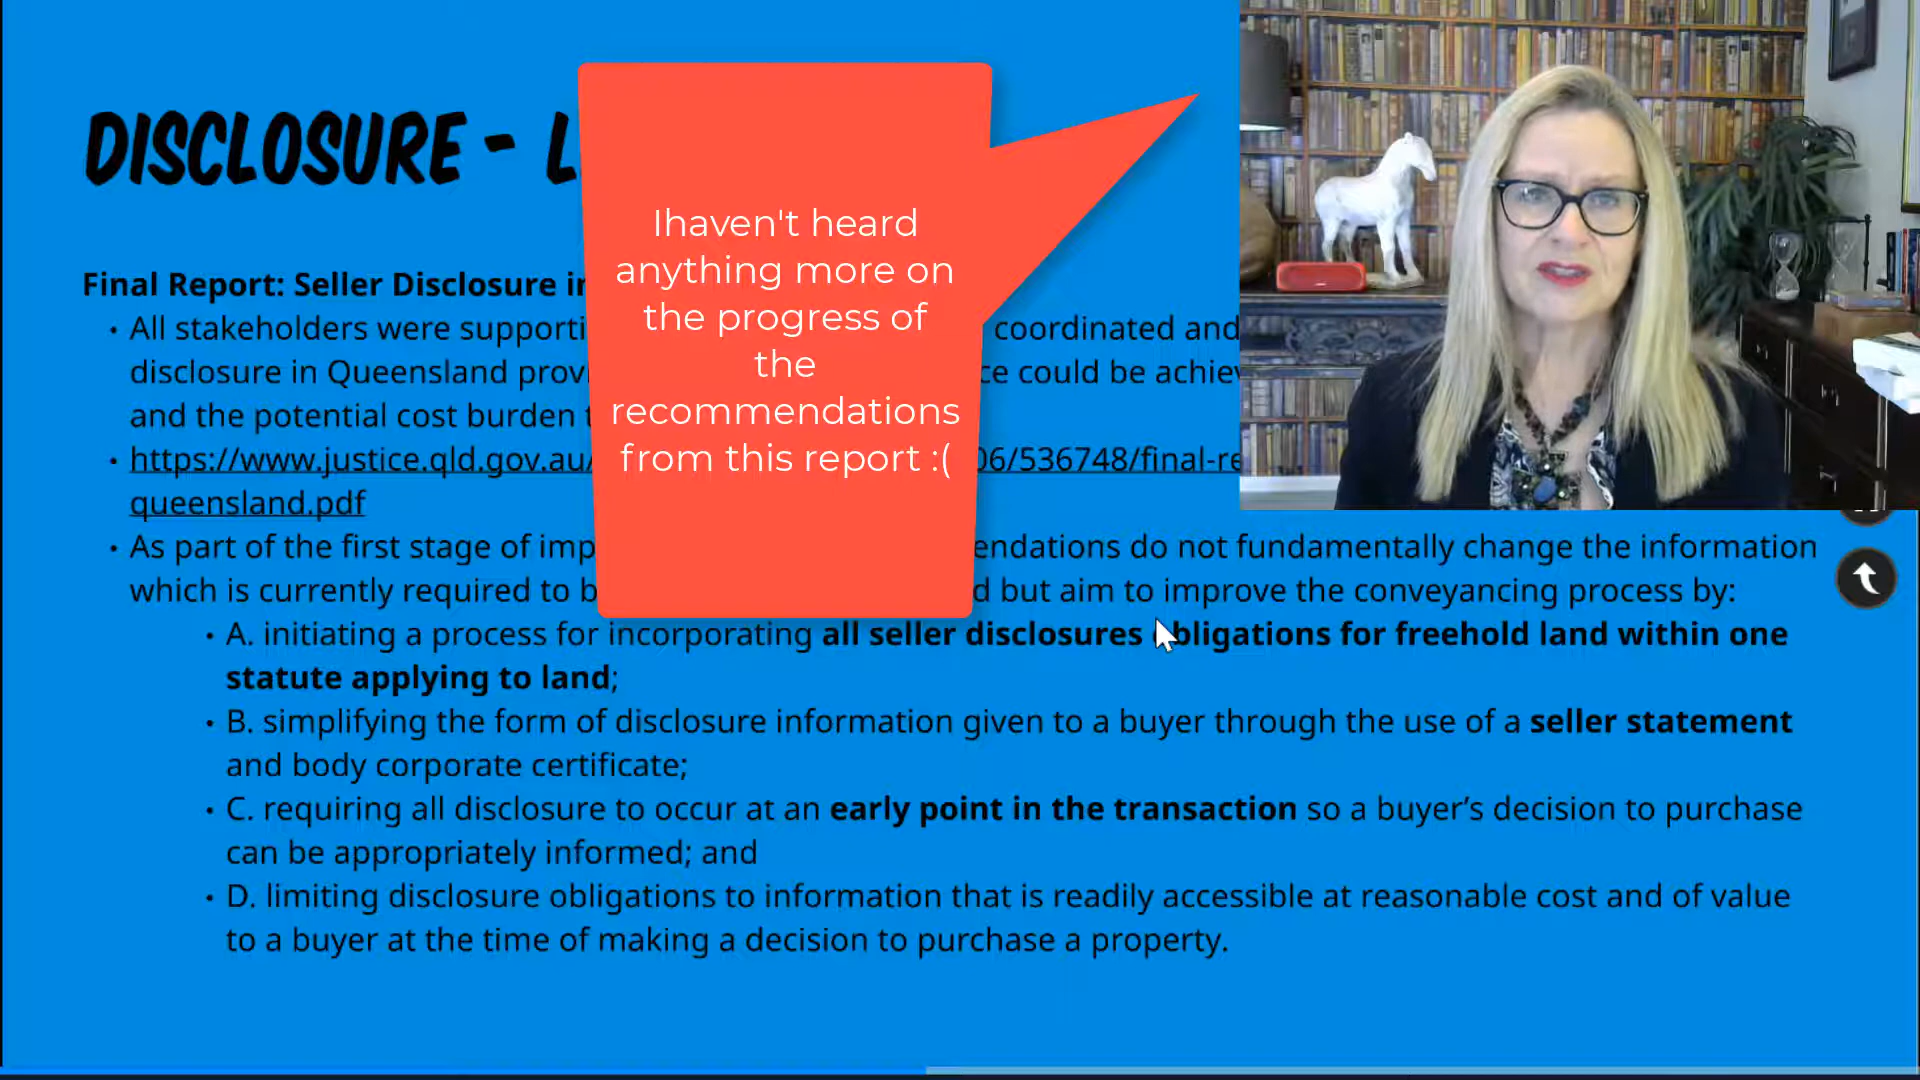 DISCLOSURE - L
Ihaven't heard
anything more on
the progress of
the
recommendations
from this report :(
Final Report: Seller Disclosure in
All stakeholders were supporti coordinated and
disclosure in Queensland prov ce could be achiev
and the potential cost burden
https://www.justice.qld.gov.au/ 06/536748/final-re
queensland.pdf
As part of the first stage of imp endations do not fundamentally change the information
which is currently required to b d but aim to improve the conveyancing process by:
A. initiating a process for incorporating all seller disclosures obligations for freehold land within one
statute applying to land;
B. simplifying the form of disclosure information given to a buyer through the use of a seller statement
and body corporate certificate;
C. requiring all disclosure to occur at an early point in the transaction so a buyer’s decision to purchase
can be appropriately informed; and
D. limiting disclosure obligations to information that is readily accessible at reasonable cost and of value
to a buyer at the time of making a decision to purchase a property.